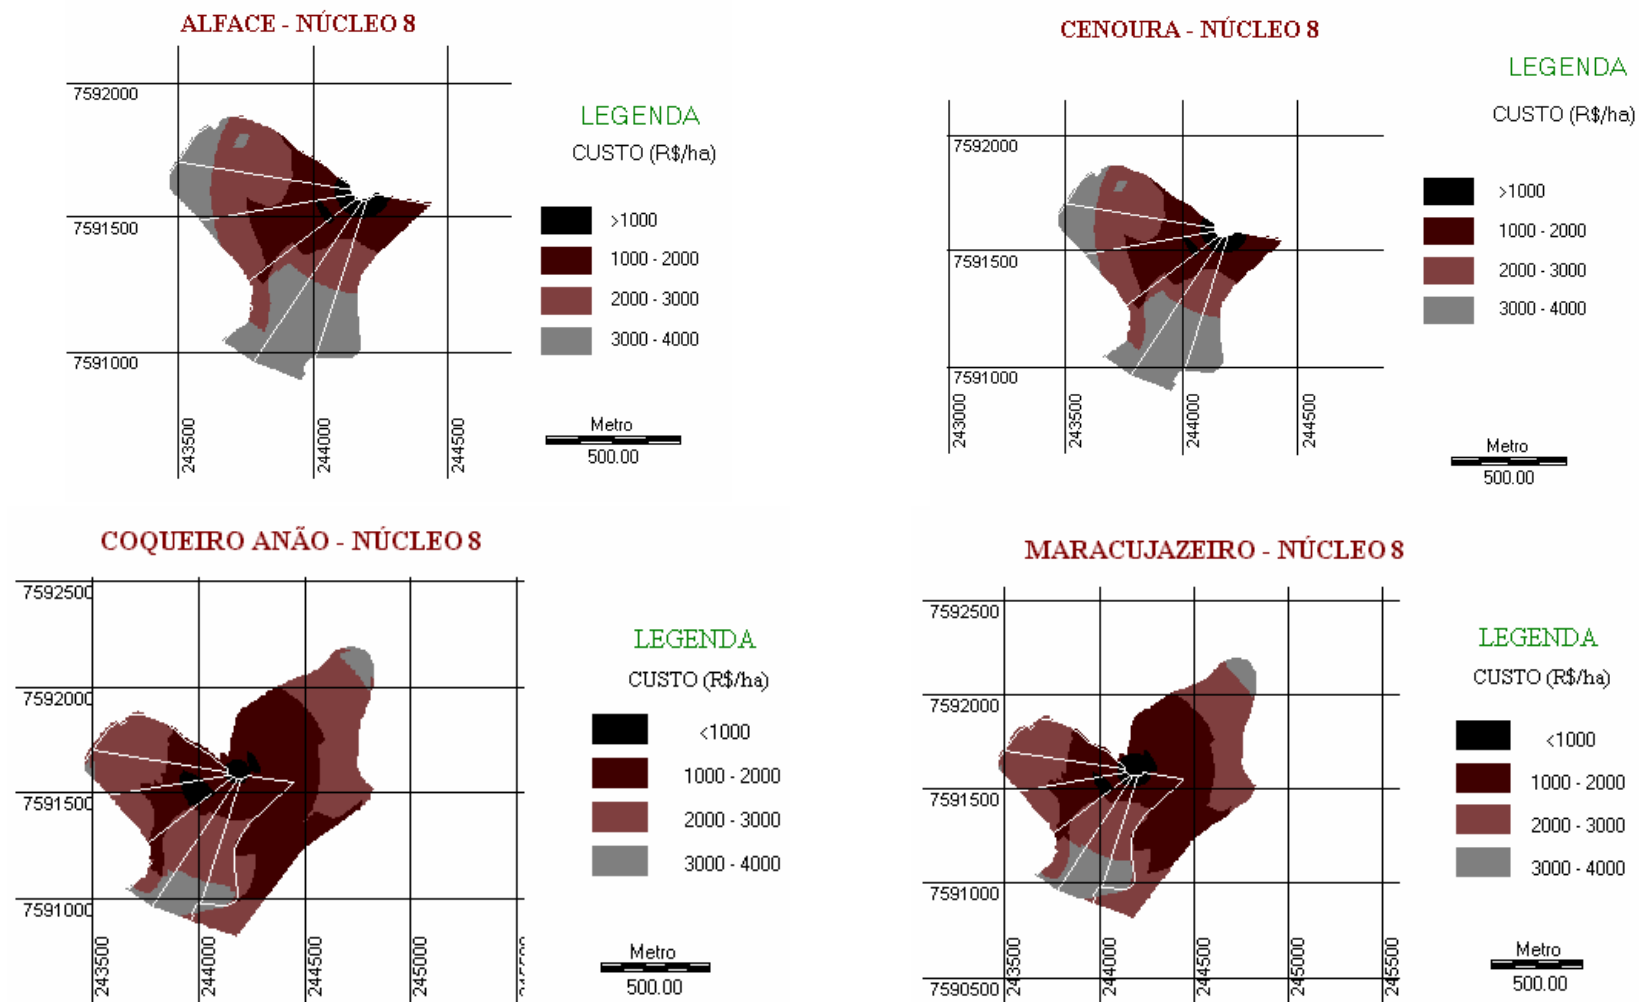 ALFACE - NÚCLEO 8
7592000
7591500
7591000
243500
244000
244500
LEGENDA
CUSTO (R$/ha)
>1000
1000 - 2000
2000 - 3000
3000 - 4000
Metro
500.00
CENOURA - NÚCLEO 8
7592000
7591500
7591000
243000
243500
244000
244500
LEGENDA
CUSTO (R$/ha)
>1000
1000 - 2000
2000 - 3000
3000 - 4000
Metro
500.00
COQUEIRO ANÃO - NÚCLEO 8
7592500
7592000
7591500
7591000
243500
244000
244500
245000
LEGENDA
CUSTO (R$/ha)
<1000
1000 - 2000
2000 - 3000
3000 - 4000
Metro
500.00
MARACUJAZEIRO - NÚCLEO 8
7592500
7592000
7591500
7591000
7590500
243500
244000
244500
245000
245500
LEGENDA
CUSTO (R$/ha)
<1000
1000 - 2000
2000 - 3000
3000 - 4000
Metro
500.00